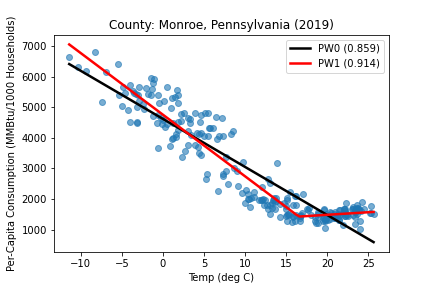 County: Monroe, Pennsylvania (2019)
Per-Capita Consumption (MMBtu/1000 Households)
7000
6000
5000
4000
3000
2000
1000
PW0 (0.859)
PW1 (0.914)
−10 −5 0 5 10 15 20 25
Temp (deg C)